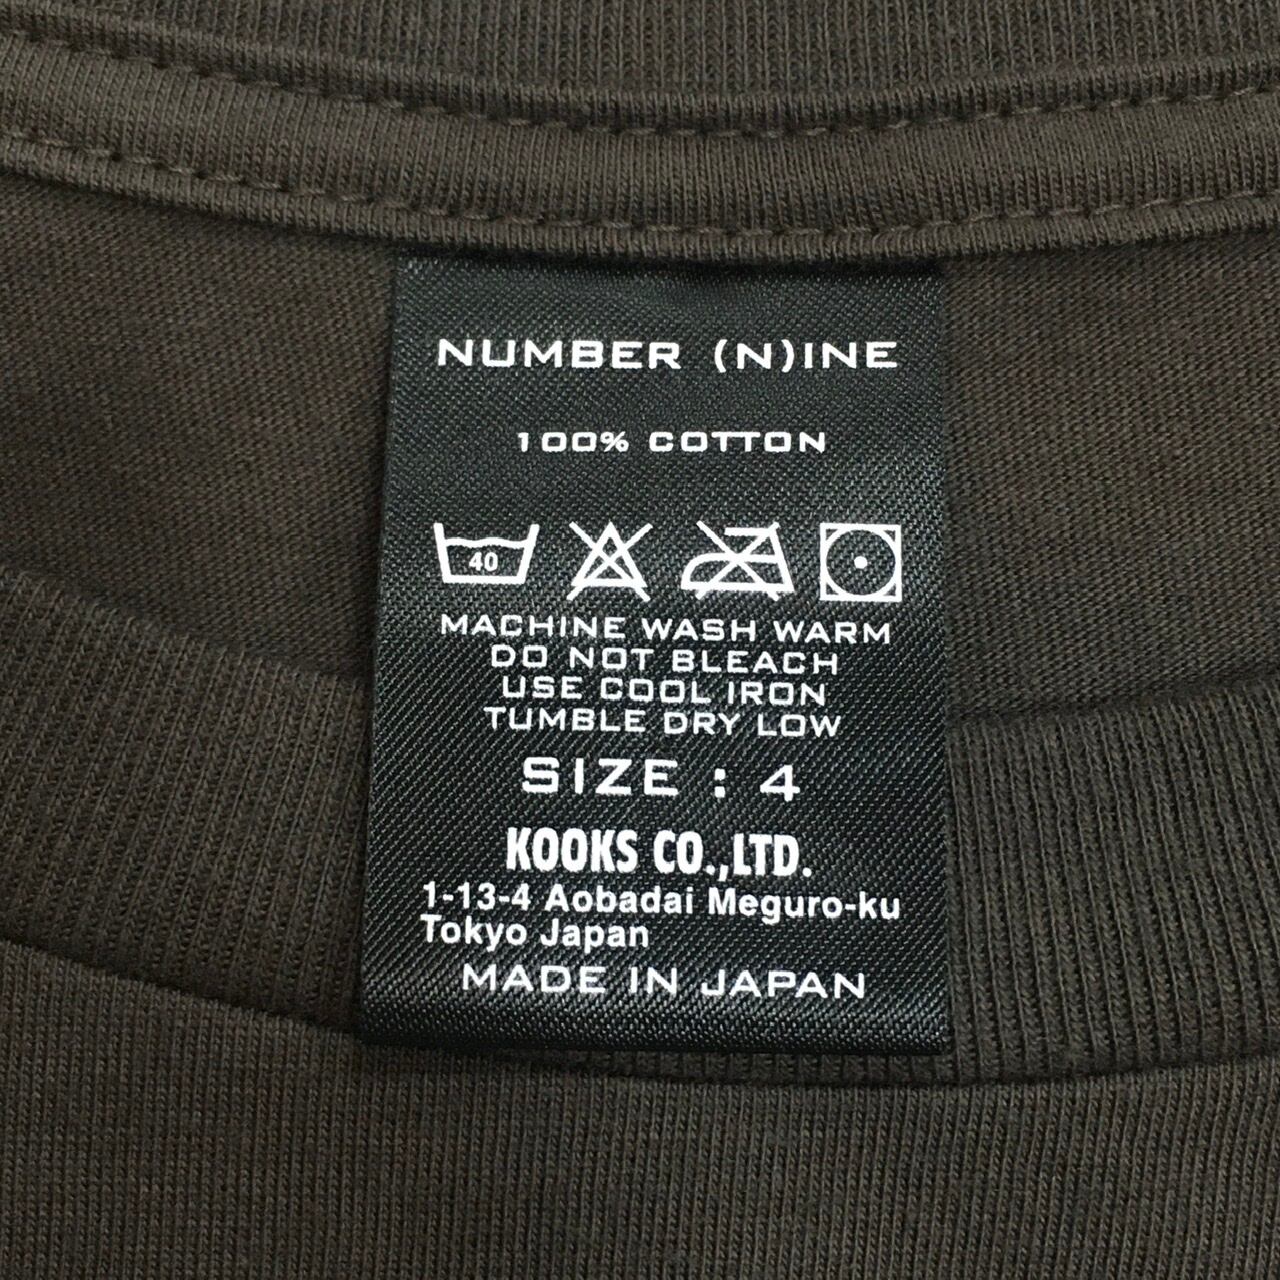 NUMBER (N)INE
100% COTTON
40
MACHINE WASH WARM
DO NOT BLEACH
USE COOL IRON
TUMBLE DRY LOW
SIZE : 4
KOOKS CO.,LTD.
1-13-4 Aobadai Meguro-ku
Tokyo Japan
MADE IN JAPAN